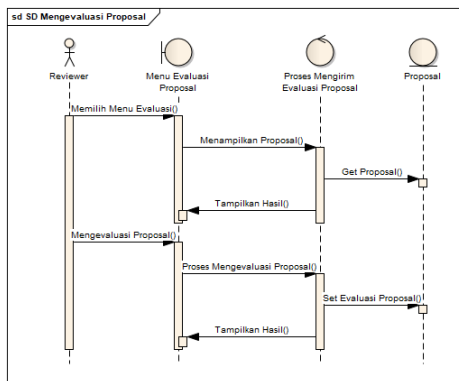 sd SD Mengevaluasi Proposal
Reviewer
Menu Evaluasi
Proposal
Proses Mengirim
Evaluasi Proposal
Proposal
Memilih Menu Evaluasi()
Menampilkan Proposal()
Get Proposal()
Tampilkan Hasil()
Mengevaluasi Proposal()
Proses Mengevaluasi Proposal()
Set Evaluasi Proposal()
Tampilkan Hasil()